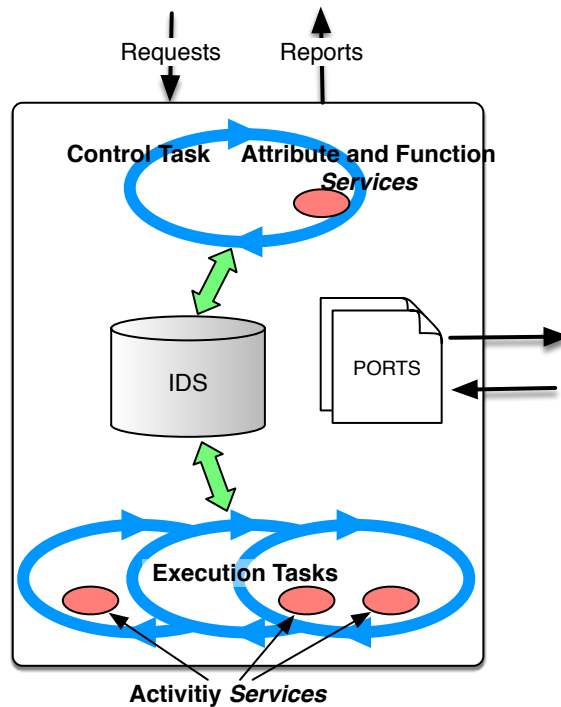 Requests
Reports
Control Task
Attribute and Function
Services
IDS
PORTS
Execution Tasks
Activitiy Services